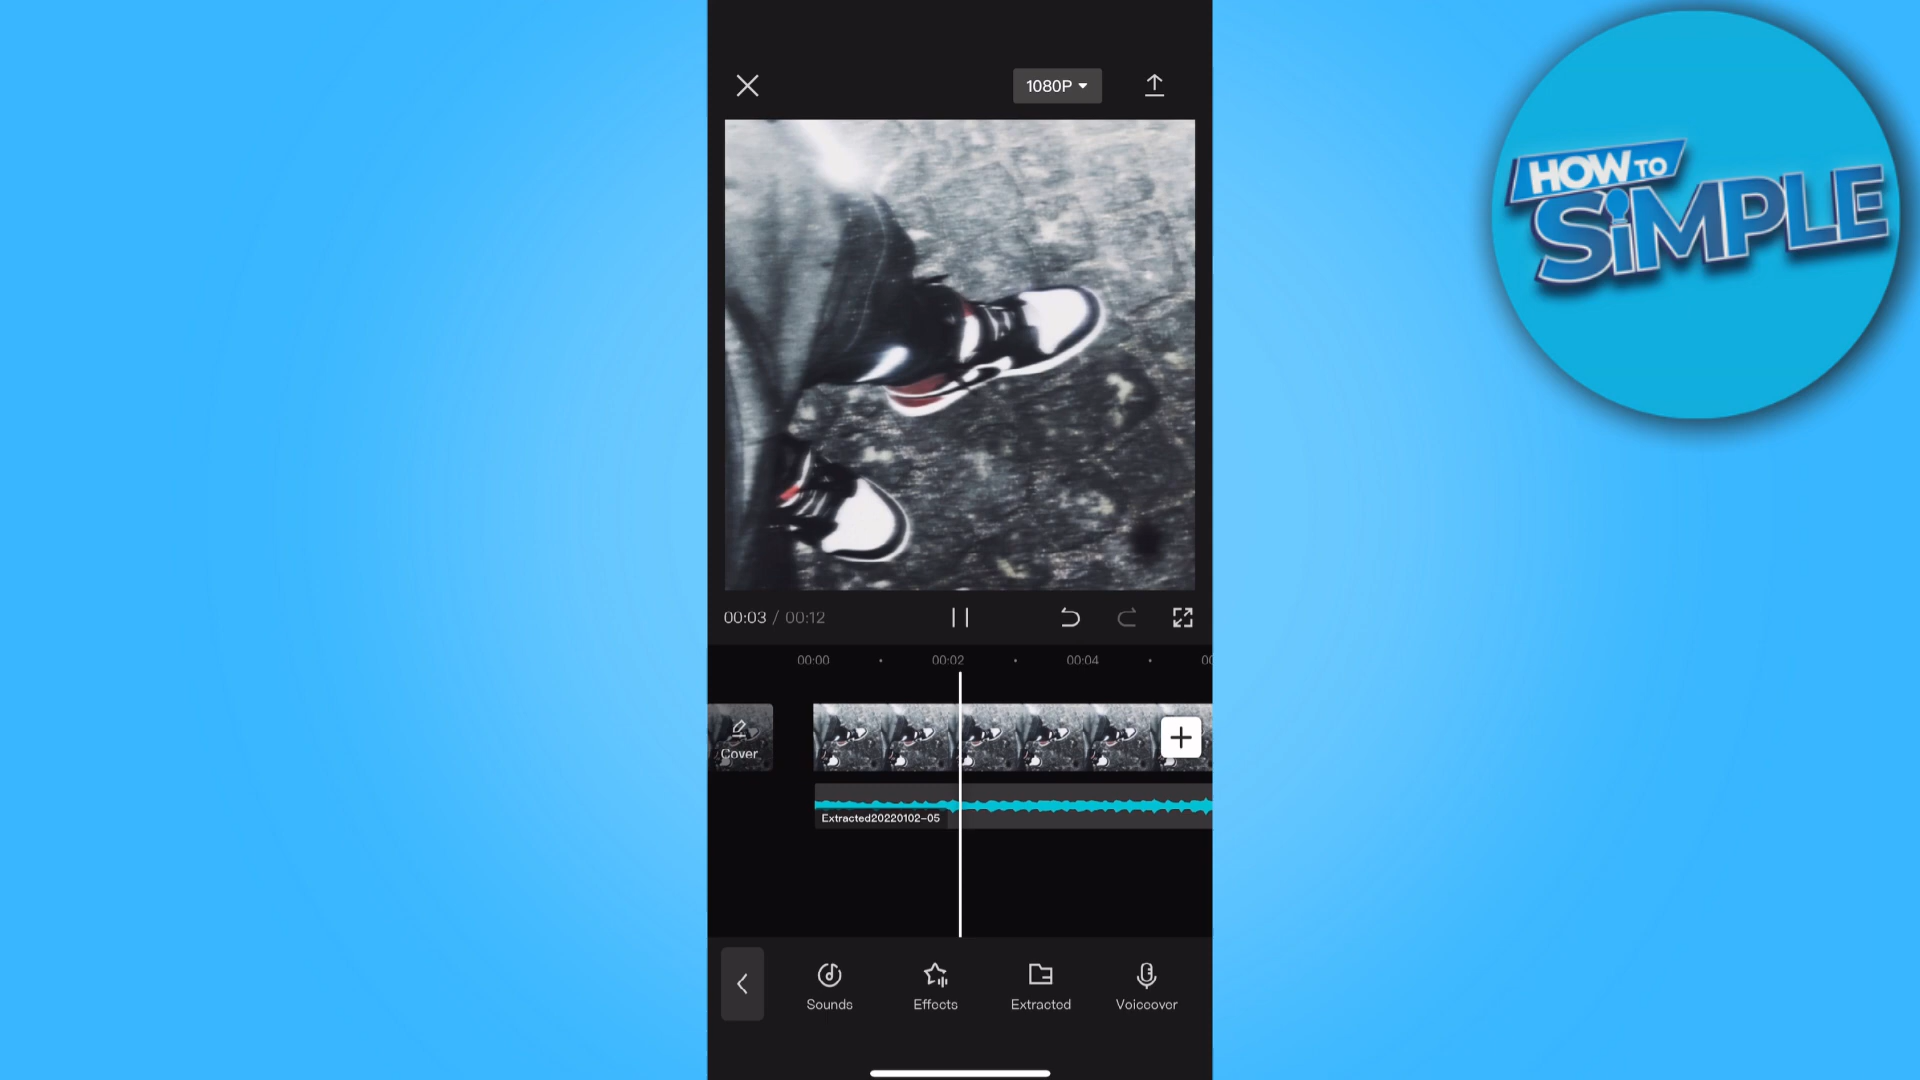 1080P
HOW TO
SiMPLE
00:03 / 00:12
00:00
00:02
00:04
Cover
Extracted20220102-05
Sounds
Effects
Extracted
Voiceover